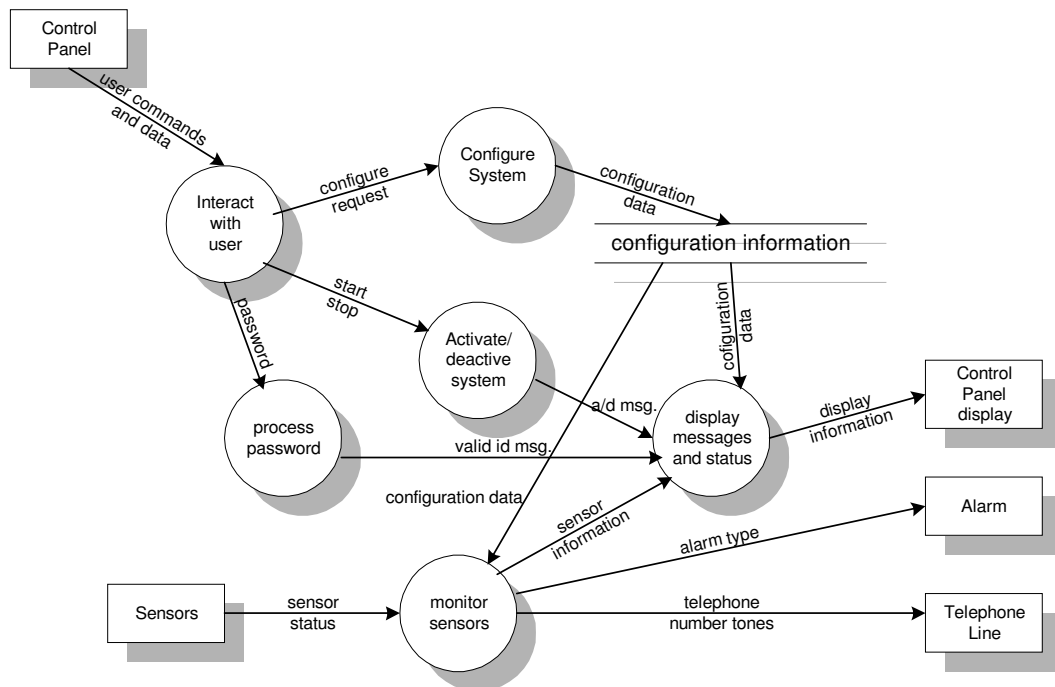 Control
Panel
user commands
and data
Interact
with
user
configure
request
Configure
System
configuration
data
configuration information
start
stop
password
Activate/
deactive
system
cofiguration
data
a/d msg.
display
messages
and status
display
information
Control
Panel
display
process
password
valid id msg.
configuration data
sensor
information
alarm type
Alarm
Sensors
sensor
status
monitor
sensors
telephone
number tones
Telephone
Line